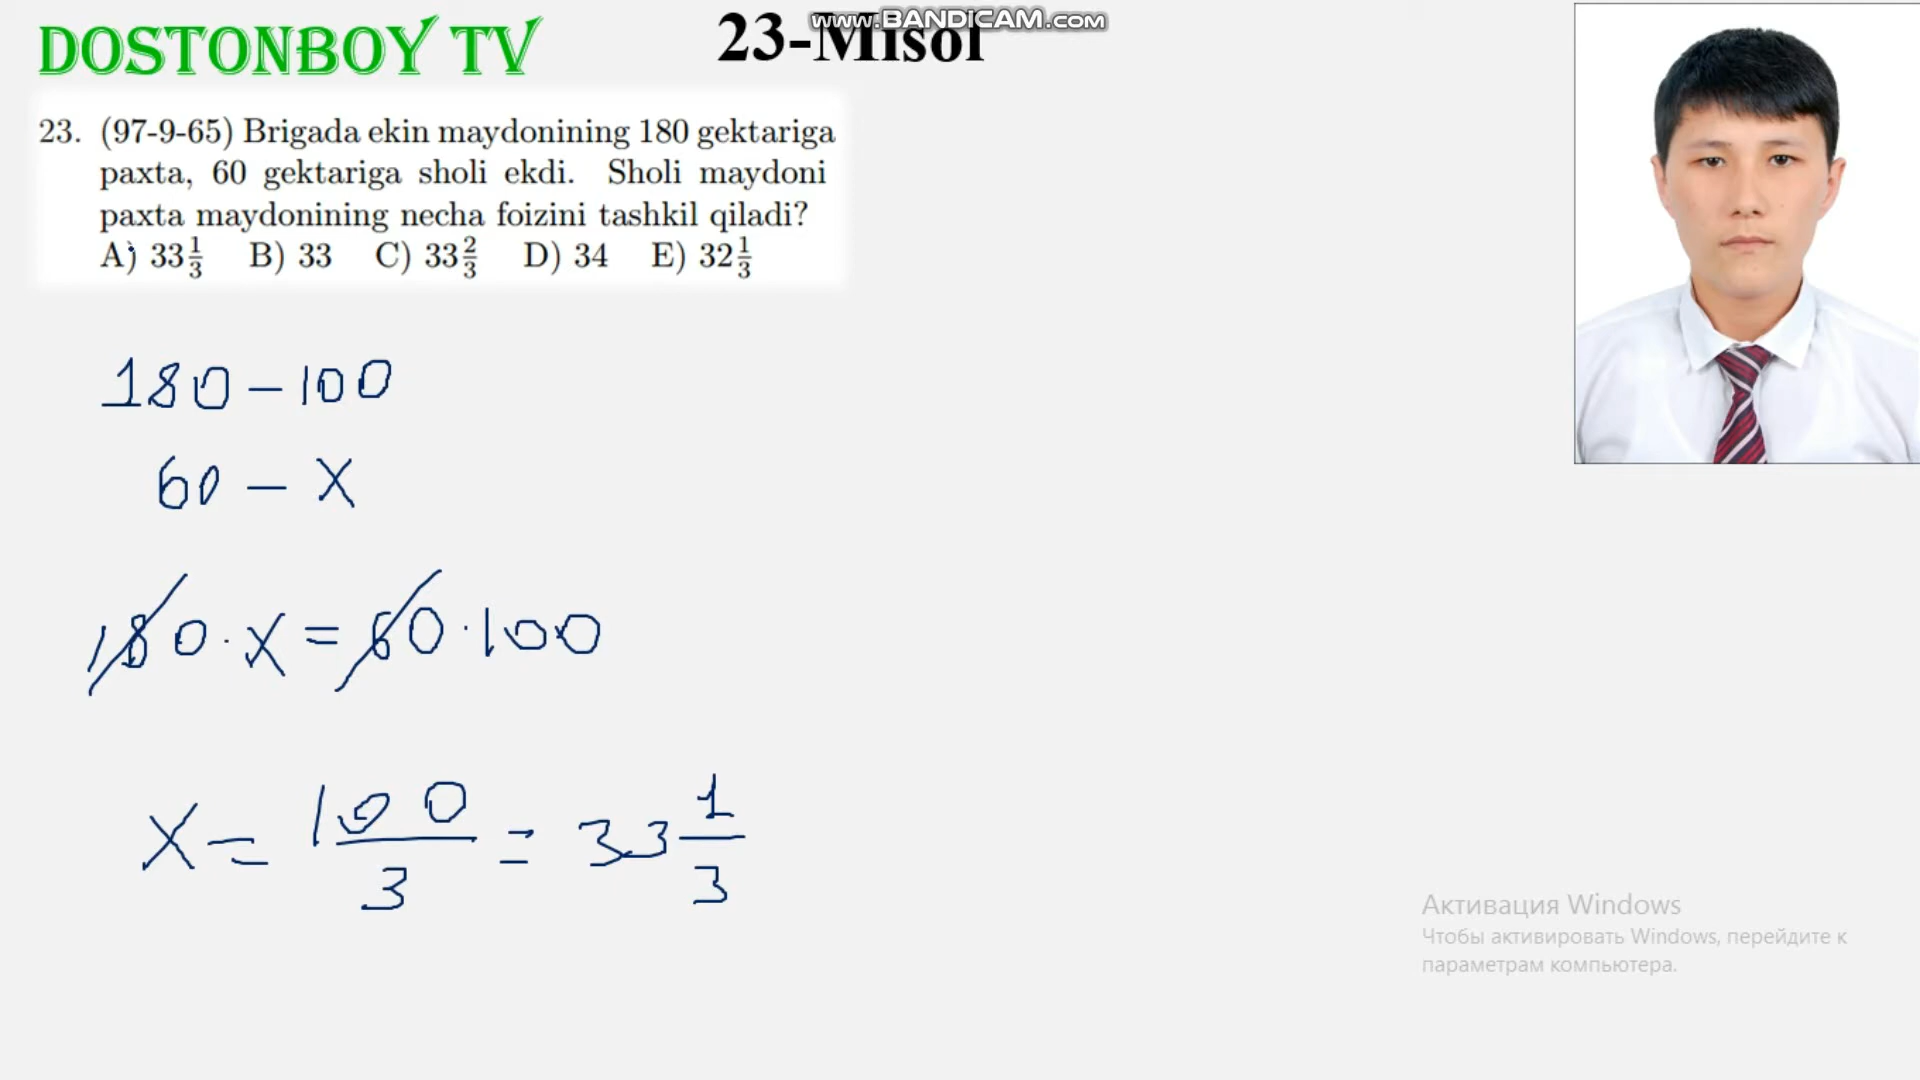 DOSTONBOY TV
23-Misol
www.BANDICAM.com
23. (97-9-65) Brigada ekin maydonining 180 gektariga
paxta, 60 gektariga sholi ekdi. Sholi maydoni
paxta maydonining necha foizini tashkil qiladi?
A) 33 1/3 B) 33 C) 33 2/3 D) 34 E) 32 1/3
180 - 100
60 - X
180 · X = 60 · 100
X = 100/3 = 33 1/3
Активация Windows
Чтобы активировать Windows, перейдите к
параметрам компьютера.